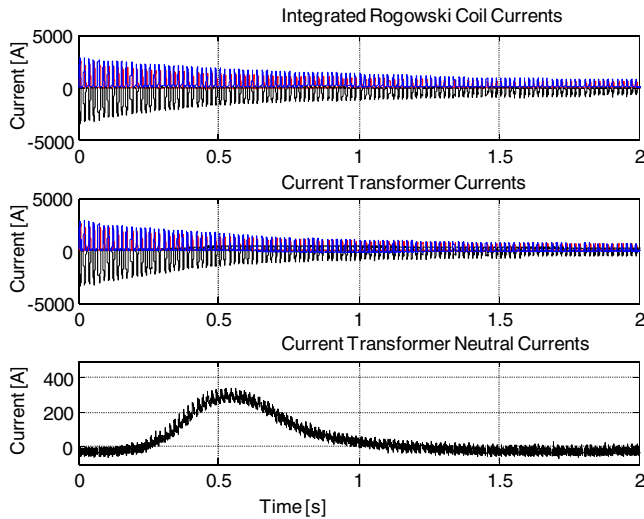 Integrated Rogowski Coil Currents
5000
0
-5000
Current [A]
0 0.5 1 1.5 2
Current Transformer Currents
5000
0
-5000
Current [A]
0 0.5 1 1.5 2
Current Transformer Neutral Currents
400
200
0
Current [A]
0 0.5 1 1.5 2
Time [s]